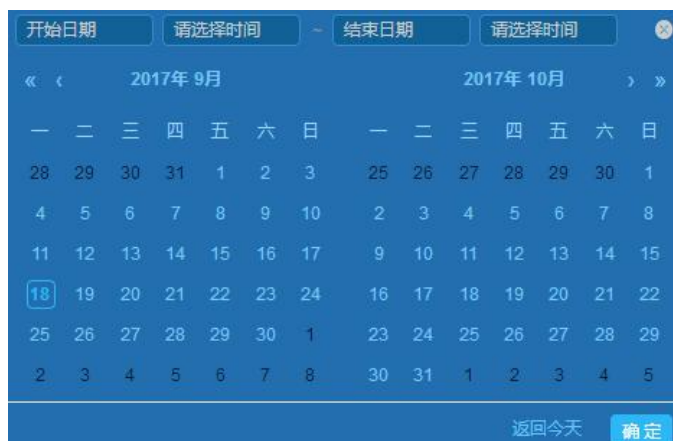 开始日期 请选择时间 ~ 结束日期 请选择时间
« ‹ 2017年 9月 2017年 10月 › »
一 二 三 四 五 六 日 一 二 三 四 五 六 日
28 29 30 31 1 2 3 25 26 27 28 29 30 1
4 5 6 7 8 9 10 2 3 4 5 6 7 8
11 12 13 14 15 16 17 9 10 11 12 13 14 15
18 19 20 21 22 23 24 16 17 18 19 20 21 22
25 26 27 28 29 30 1 23 24 25 26 27 28 29
2 3 4 5 6 7 8 30 31 1 2 3 4 5
返回今天 确定